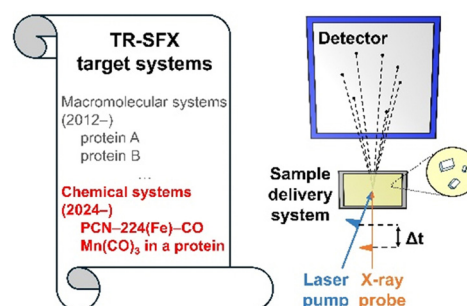 TR-SFX
target systems
Macromolecular systems
(2012–)
protein A
protein B
...
Chemical systems
(2024–)
PCN–224(Fe)–CO
Mn(CO)₃ in a protein
Detector
Sample
delivery
system
Δt
Laser
pump
X-ray
probe